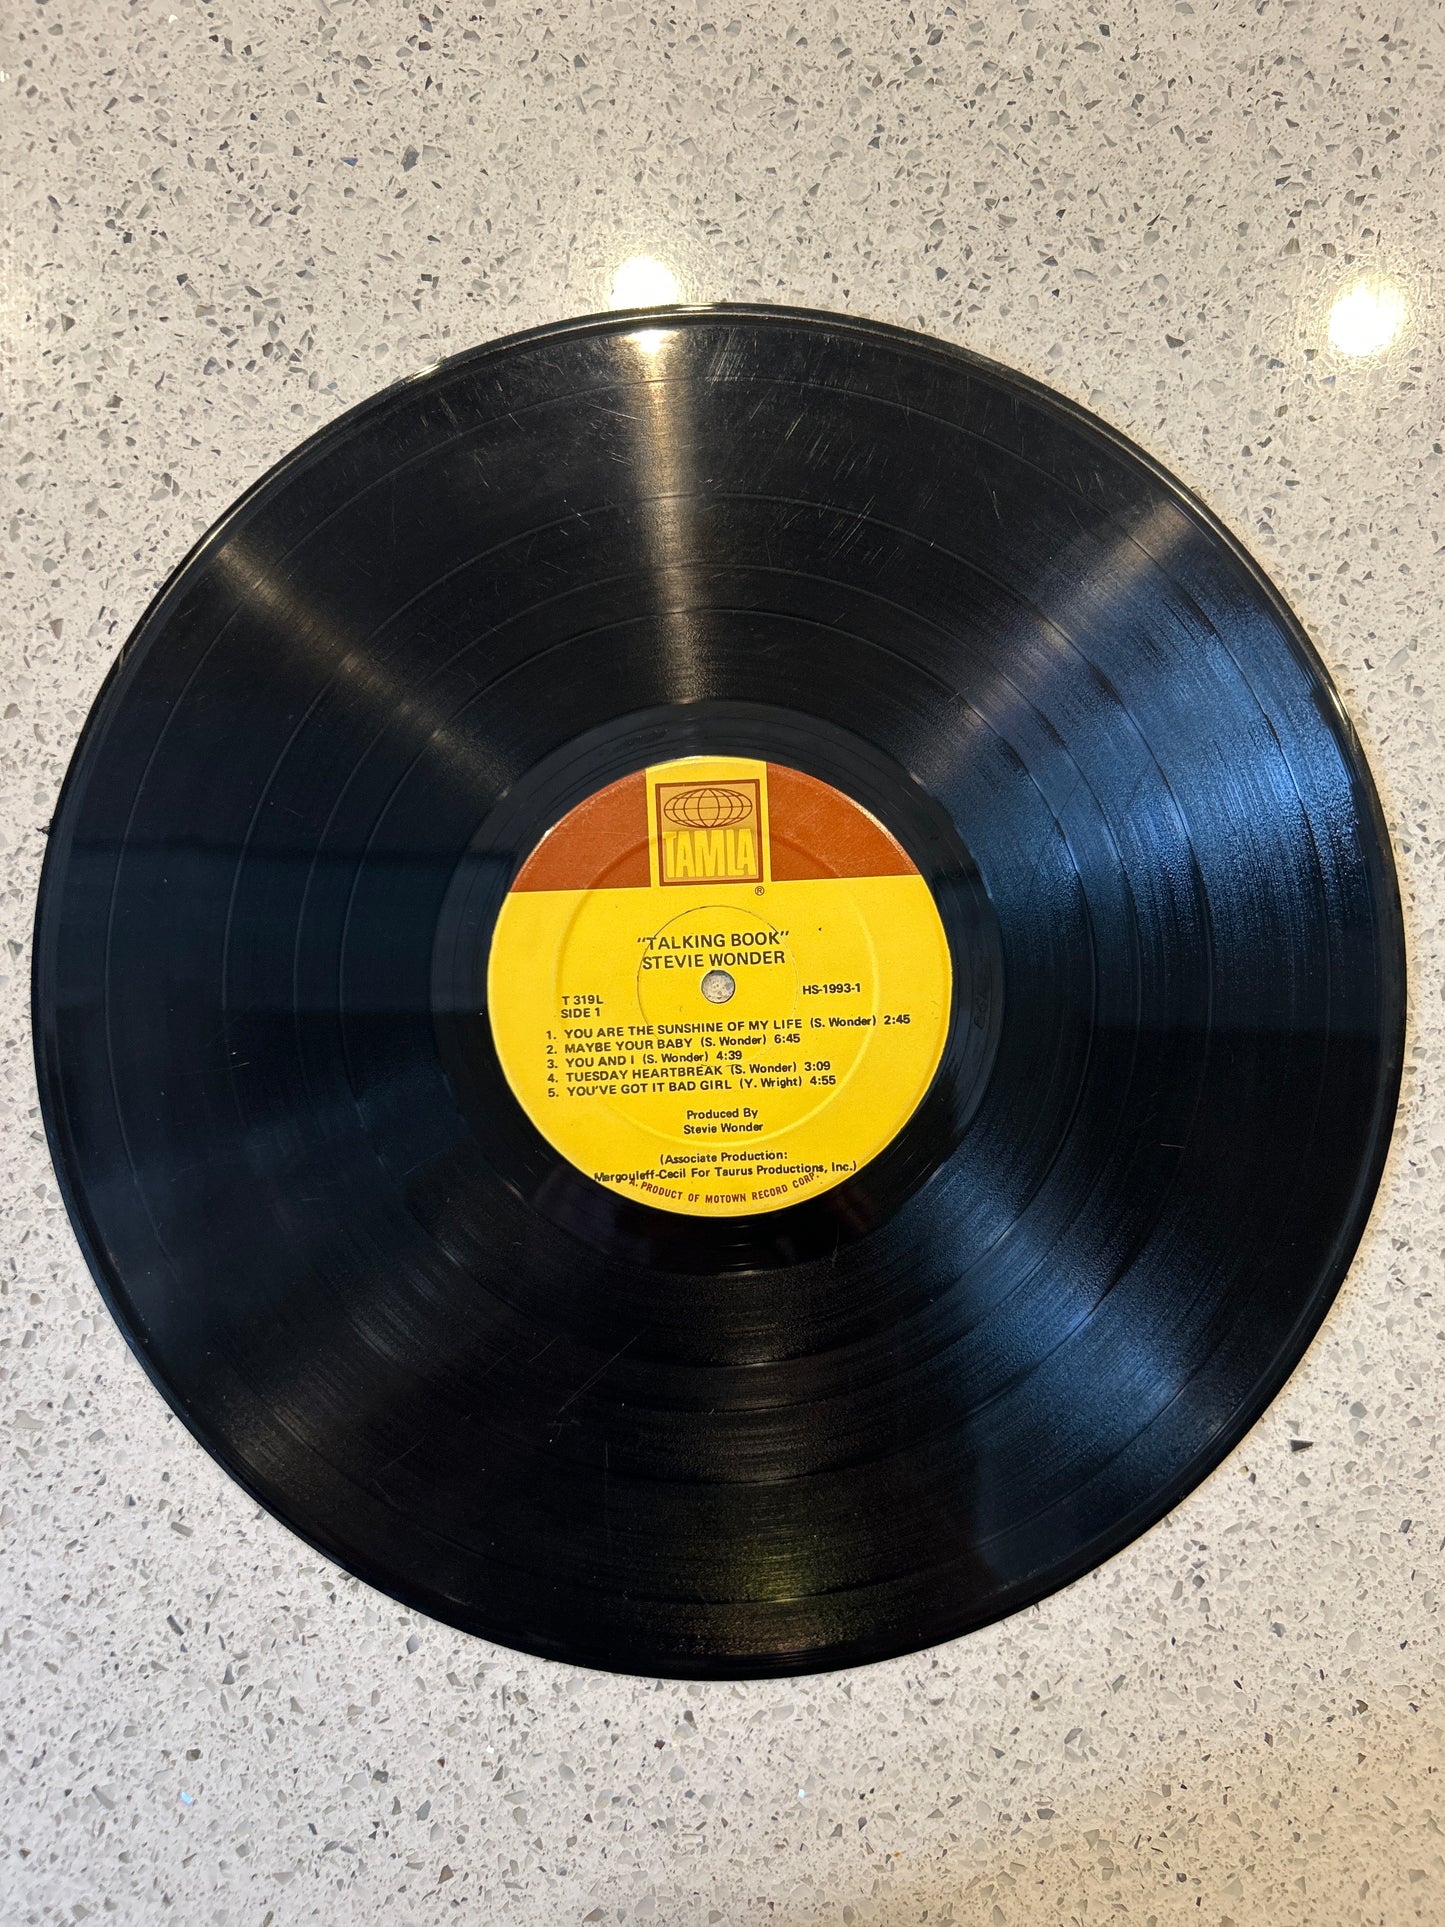 TAMLA
®
"TALKING BOOK"
STEVIE WONDER
T 319L
SIDE 1
HS-1993-1
1. YOU ARE THE SUNSHINE OF MY LIFE (S. Wonder) 2:45
2. MAYBE YOUR BABY (S. Wonder) 6:45
3. YOU AND I (S. Wonder) 4:39
4. TUESDAY HEARTBREAK (S. Wonder) 3:09
5. YOU'VE GOT IT BAD GIRL (Y. Wright) 4:55
Produced By
Stevie Wonder
(Associate Production:
Margouleff-Cecil For Taurus Productions, Inc.)
A PRODUCT OF MOTOWN RECORD CORP.